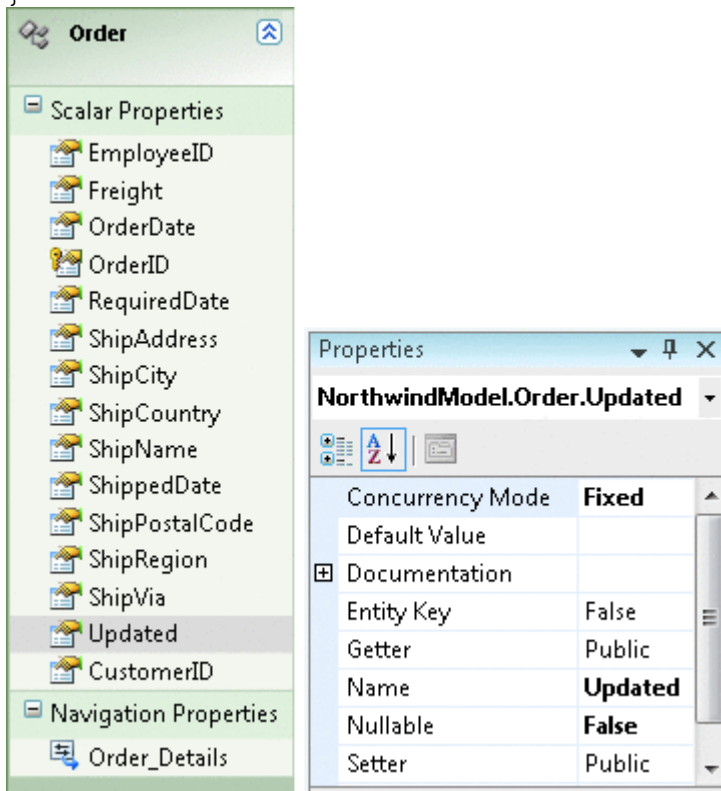 Order
Scalar Properties
EmployeeID
Freight
OrderDate
OrderID
RequiredDate
ShipAddress
ShipCity
ShipCountry
ShipName
ShippedDate
ShipPostalCode
ShipRegion
ShipVia
Updated
CustomerID
Navigation Properties
Order_Details
Properties
NorthwindModel.Order.Updated
A
Z
Concurrency Mode Fixed
Default Value
Documentation
Entity Key False
Getter Public
Name Updated
Nullable False
Setter Public